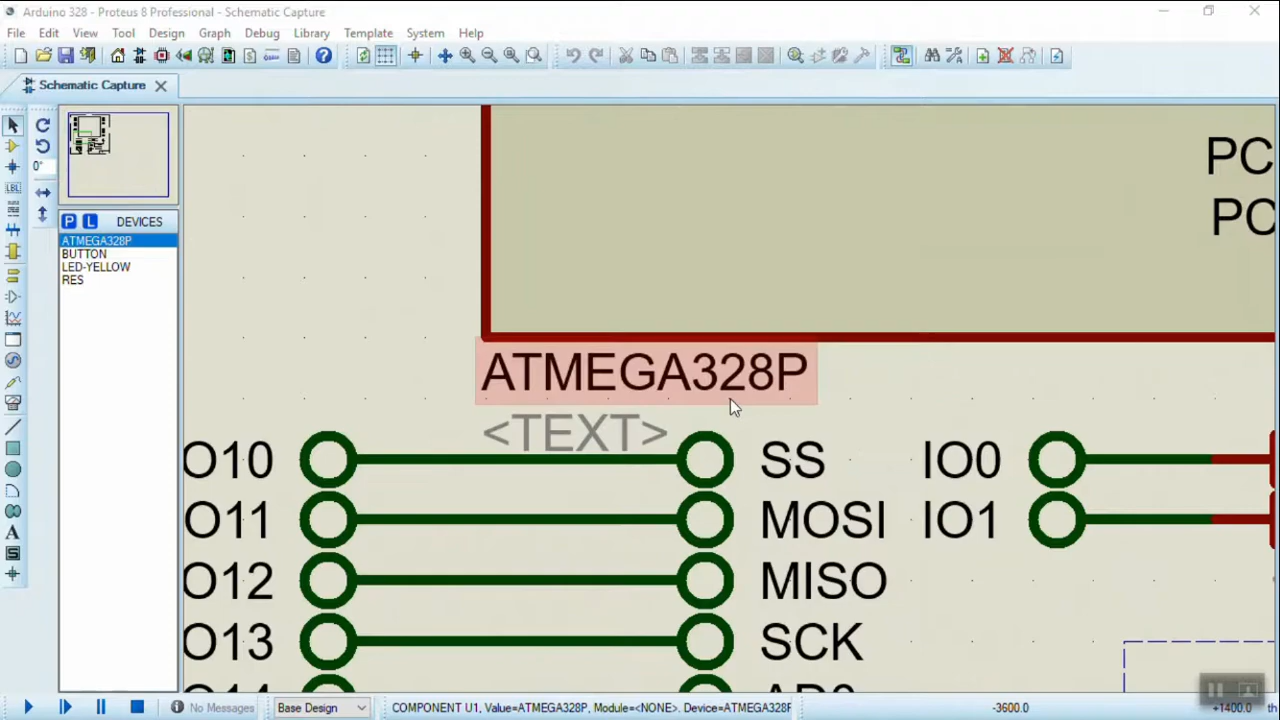 Arduino 328 - Proteus 8 Professional - Schematic Capture
File Edit View Tool Design Graph Debug Library Template System Help
Schematic Capture
0°
P L DEVICES
ATMEGA328P
BUTTON
LED-YELLOW
RES
PC
PC
ATMEGA328P
<TEXT>
O10 SS IO0
O11 MOSI IO1
O12 MISO
O13 SCK
O14 AD0
No Messages
Base Design
COMPONENT U1, Value=ATMEGA328P, Module=<NONE>. Device=ATMEGA328P
-3600.0
+1400.0
th